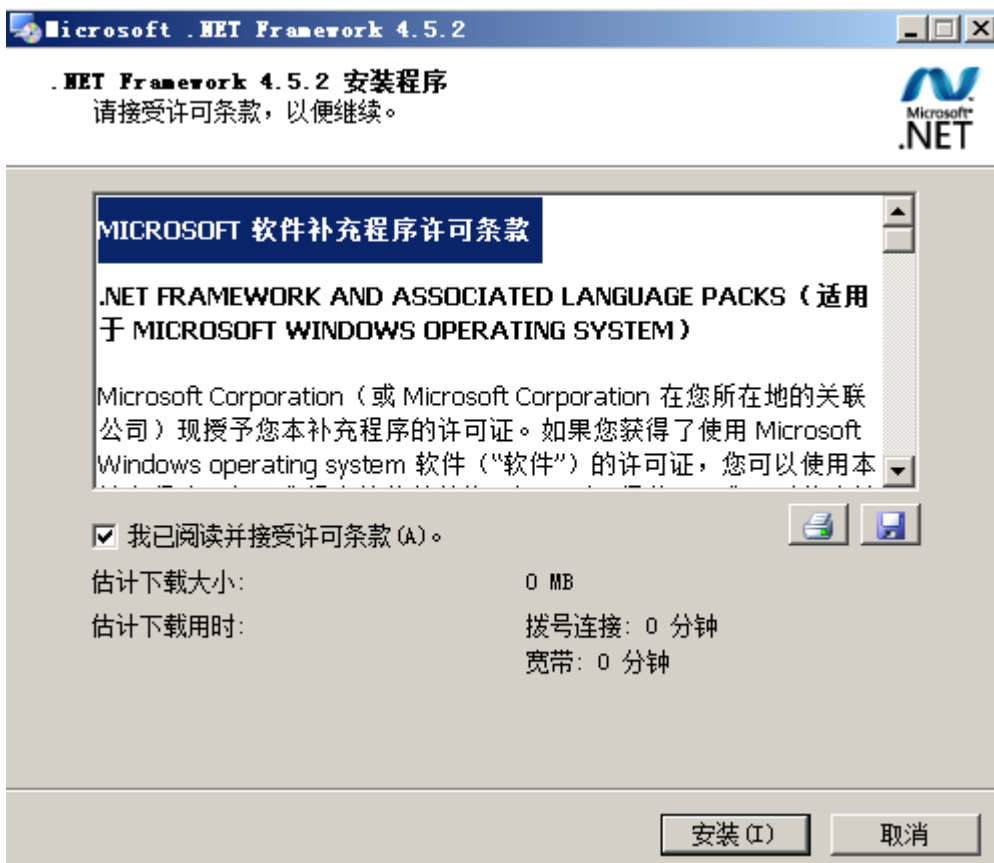 Microsoft .NET Framework 4.5.2
.NET Framework 4.5.2 安装程序
请接受许可条款，以便继续。
Microsoft
.NET
MICROSOFT 软件补充程序许可条款
.NET FRAMEWORK AND ASSOCIATED LANGUAGE PACKS（适用
于 MICROSOFT WINDOWS OPERATING SYSTEM）
Microsoft Corporation（或 Microsoft Corporation 在您所在地的关联
公司）现授予您本补充程序的许可证。如果您获得了使用 Microsoft
Windows operating system 软件（“软件”）的许可证，您可以使用本
我已阅读并接受许可条款(A)。
估计下载大小: 0 MB
估计下载用时: 拨号连接: 0 分钟
宽带: 0 分钟
安装(I) 取消